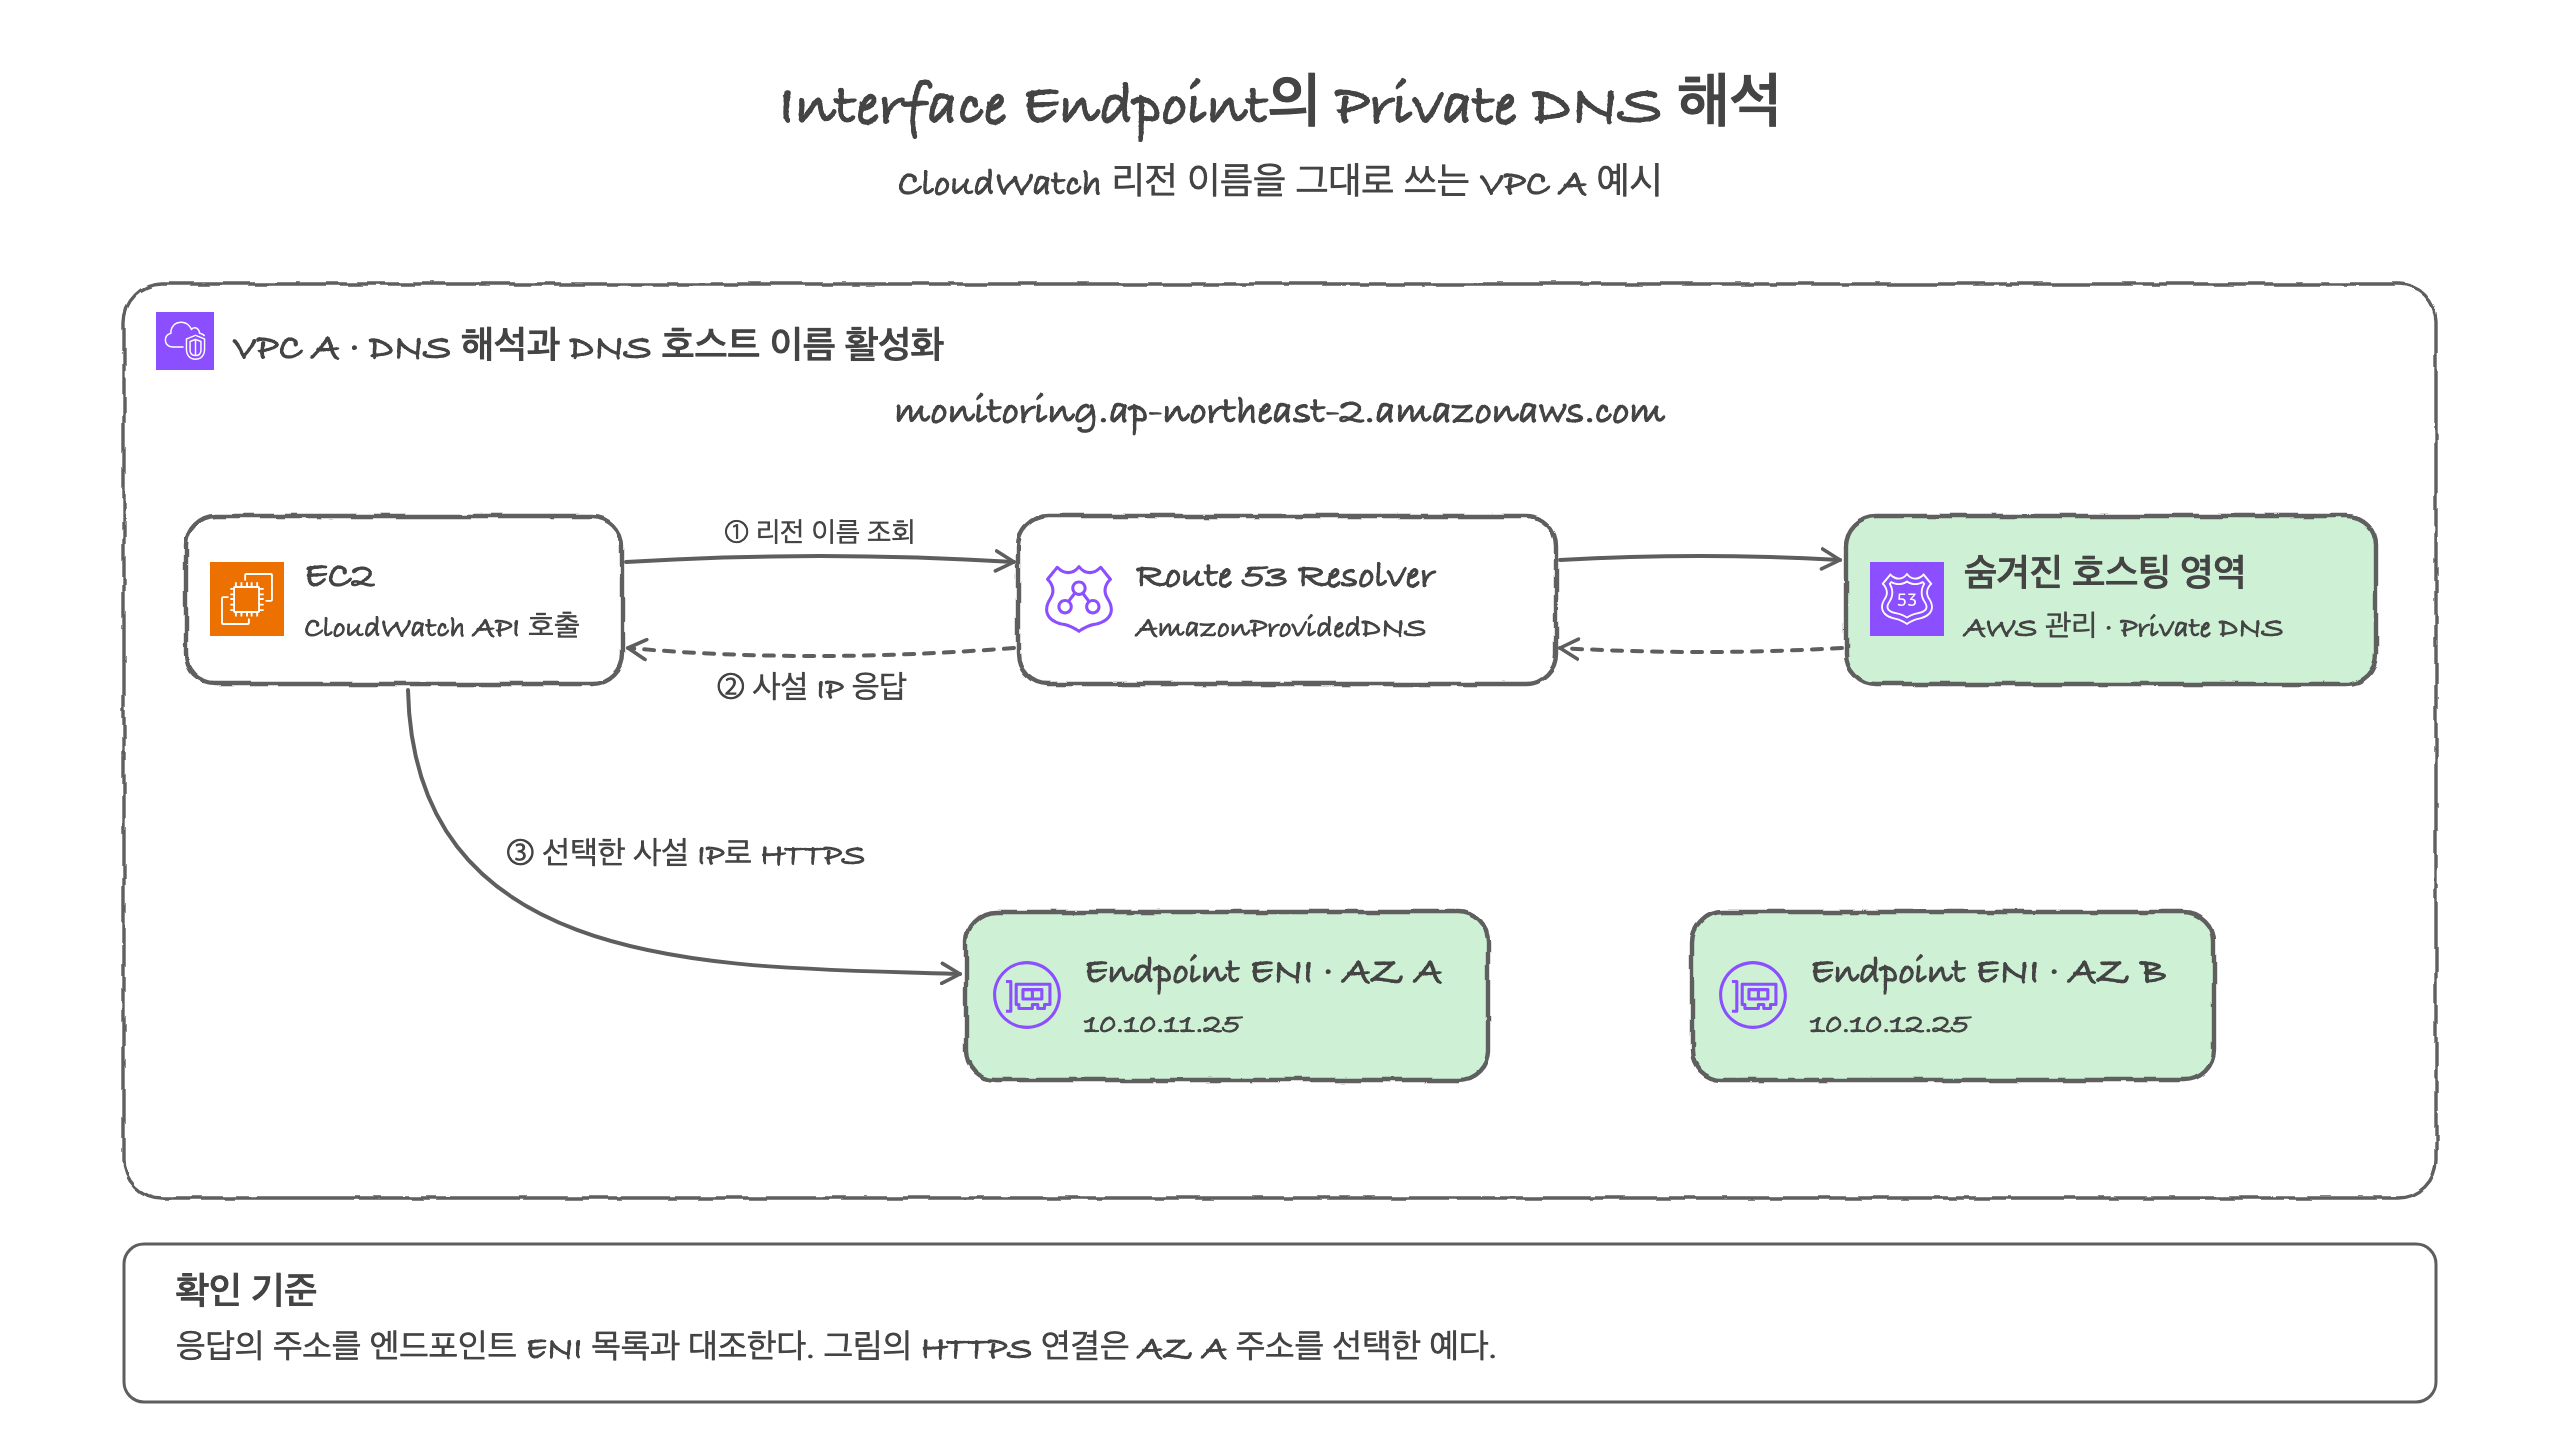 Interface Endpoint의 Private DNS 해석
CloudWatch 리전 이름을 그대로 쓰는 VPC A 예시
VPC A · DNS 해석과 DNS 호스트 이름 활성화
monitoring.ap-northeast-2.amazonaws.com
① 리전 이름 조회
EC2
CloudWatch API 호출
Route 53 Resolver
AmazonProvidedDNS
53
숨겨진 호스팅 영역
AWS 관리 · Private DNS
② 사설 IP 응답
③ 선택한 사설 IP로 HTTPS
Endpoint ENI · AZ A
10.10.11.25
Endpoint ENI · AZ B
10.10.12.25
확인 기준
응답의 주소를 엔드포인트 ENI 목록과 대조한다. 그림의 HTTPS 연결은 AZ A 주소를 선택한 예다.